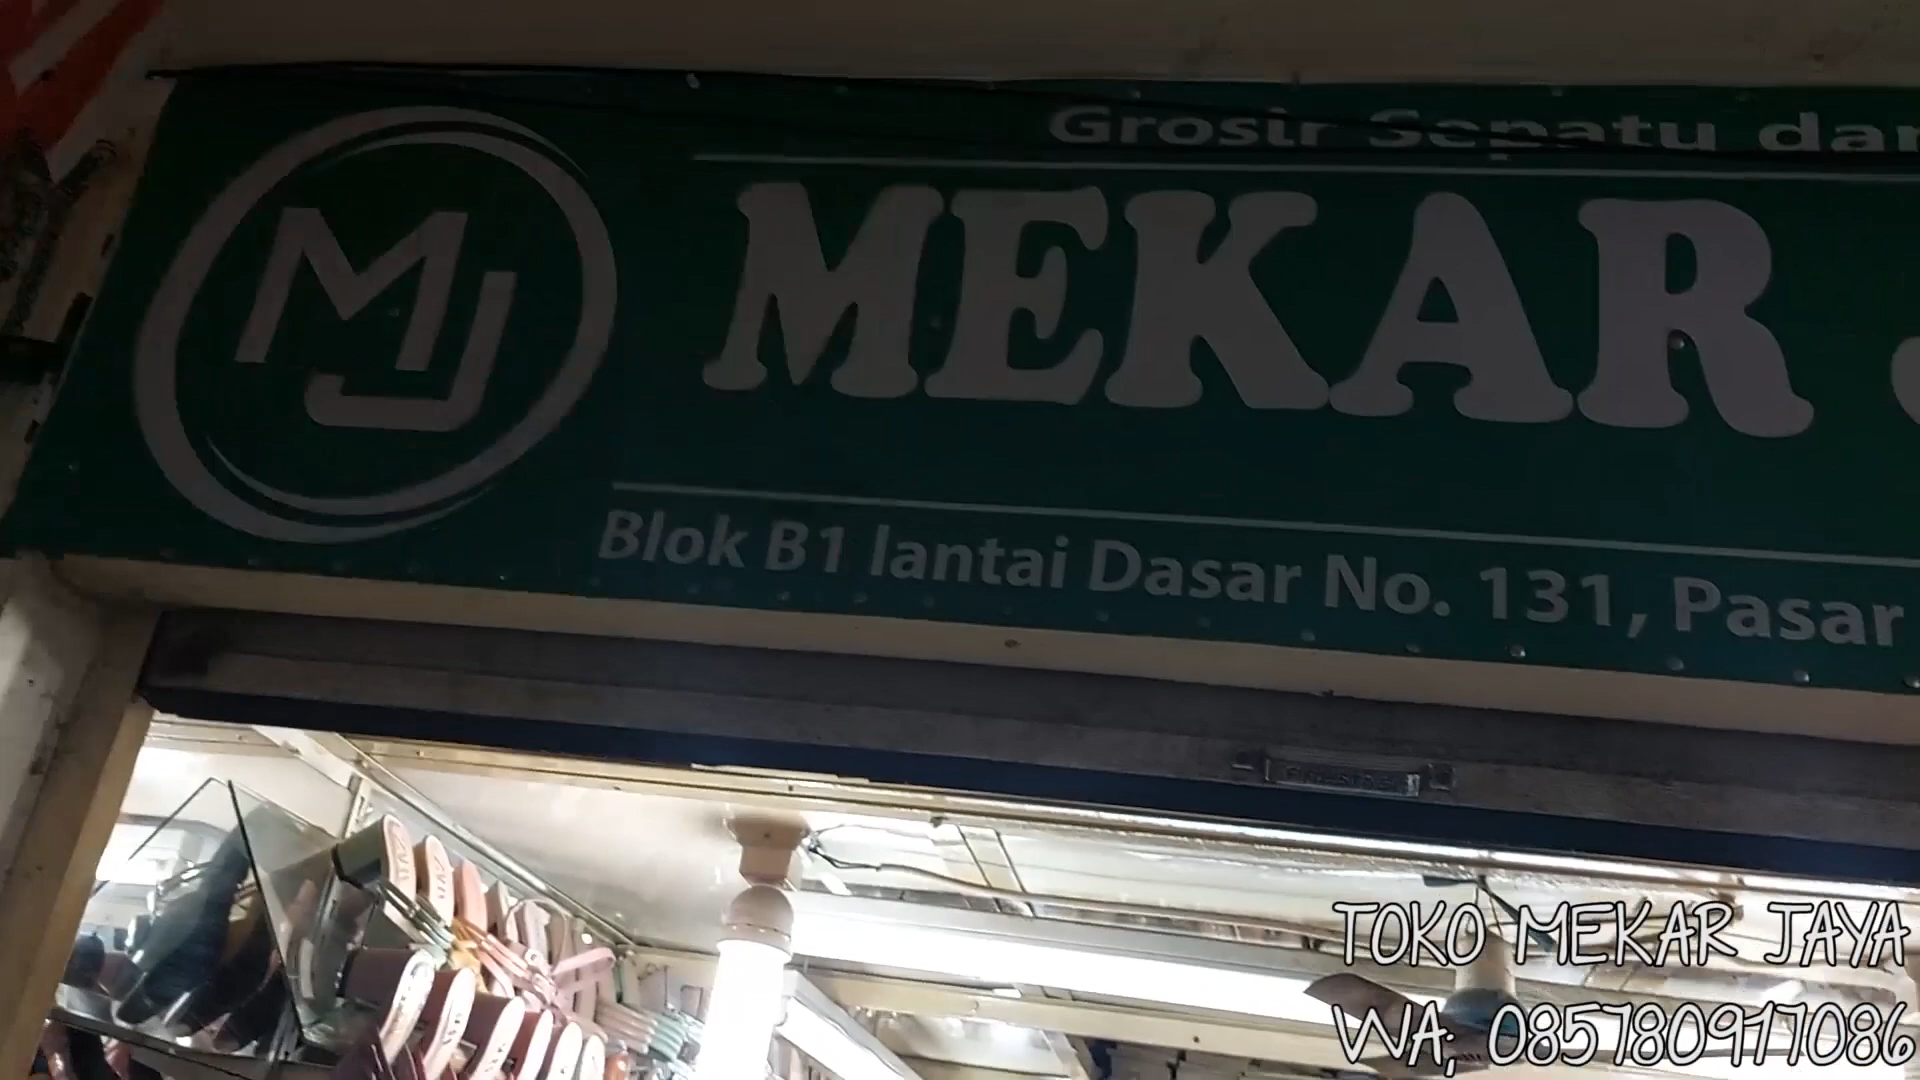 MJ
Grosir Sepatu dan
MEKAR
Blok B1 lantai Dasar No. 131, Pasar
TOKO MEKAR JAYA
WA; 085780917086